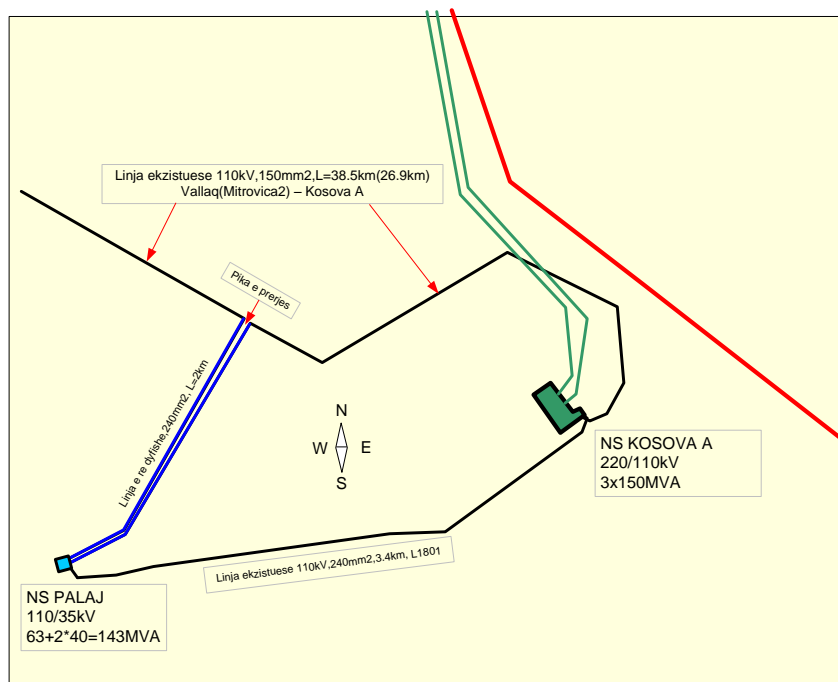 Linja ekzistuese 110kV,150mm2,L=38.5km(26.9km)
Vallaq(Mitrovica2) – Kosova A
Pika e prerjes
Linja e re dyfishe,240mm2, L=2km
N
W E
S
NS KOSOVA A
220/110kV
3x150MVA
Linja ekzistuese 110kV,240mm2,3.4km, L1801
NS PALAJ
110/35kV
63+2*40=143MVA